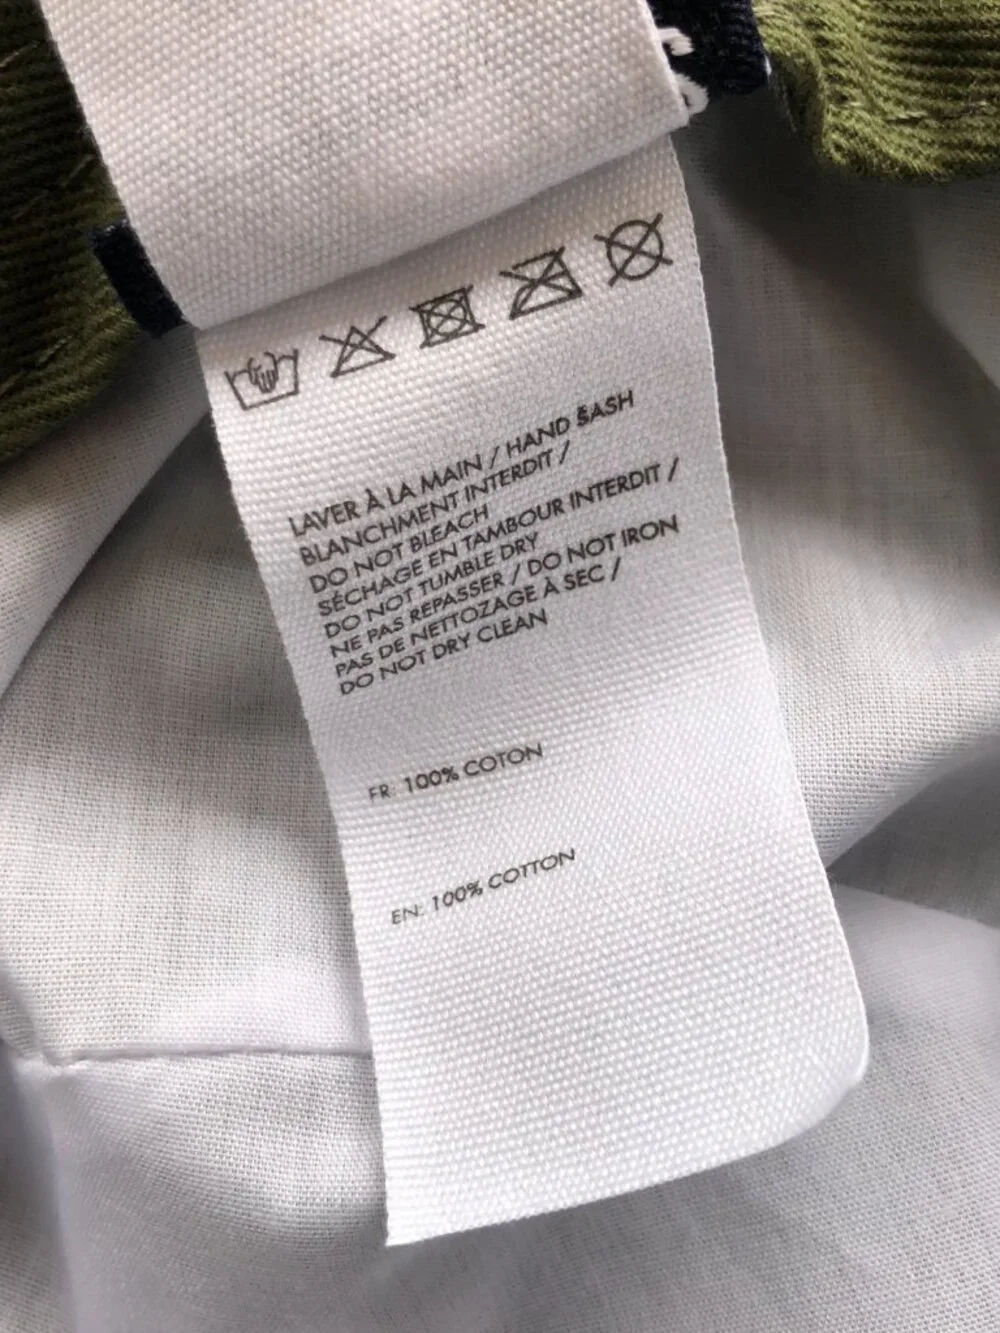 LAVER À LA MAIN / HAND SASH
BLANCHMENT INTERDIT /
DO NOT BLEACH
SÉCHAGE EN TAMBOUR INTERDIT /
DO NOT TUMBLE DRY
NE PAS REPASSER / DO NOT IRON
PAS DE NETTOZAGE À SEC /
DO NOT DRY CLEAN
FR: 100% COTON
EN: 100% COTTON